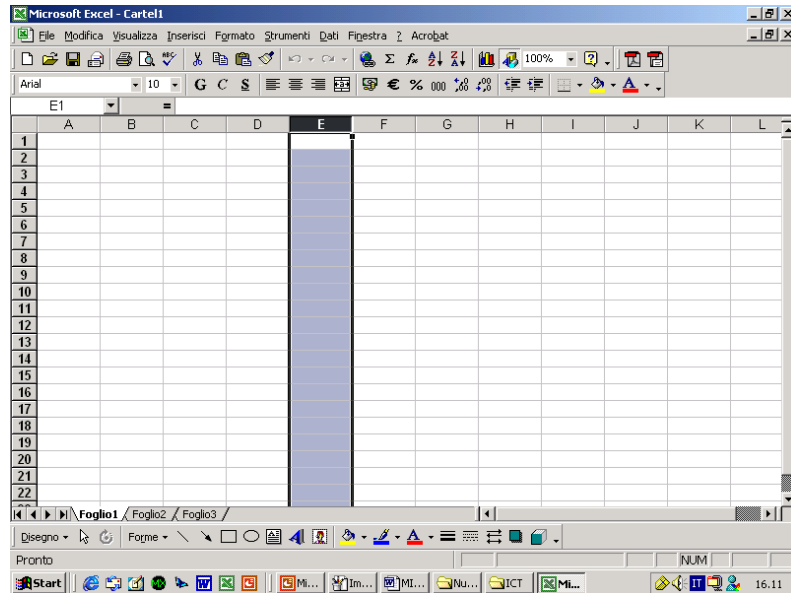 Microsoft Excel - Cartel1
File Modifica Visualizza Inserisci Formato Strumenti Dati Finestra ? Acrobat
100%
Arial 10 G C S € % 000
E1 =
A B C D E F G H I J K L
1
2
3
4
5
6
7
8
9
10
11
12
13
14
15
16
17
18
19
20
21
22
Foglio1 Foglio2 Foglio3
Disegno Forme
Pronto NUM
Start Mi... Im... MI... Nu... ICT Mi... IT 16.11